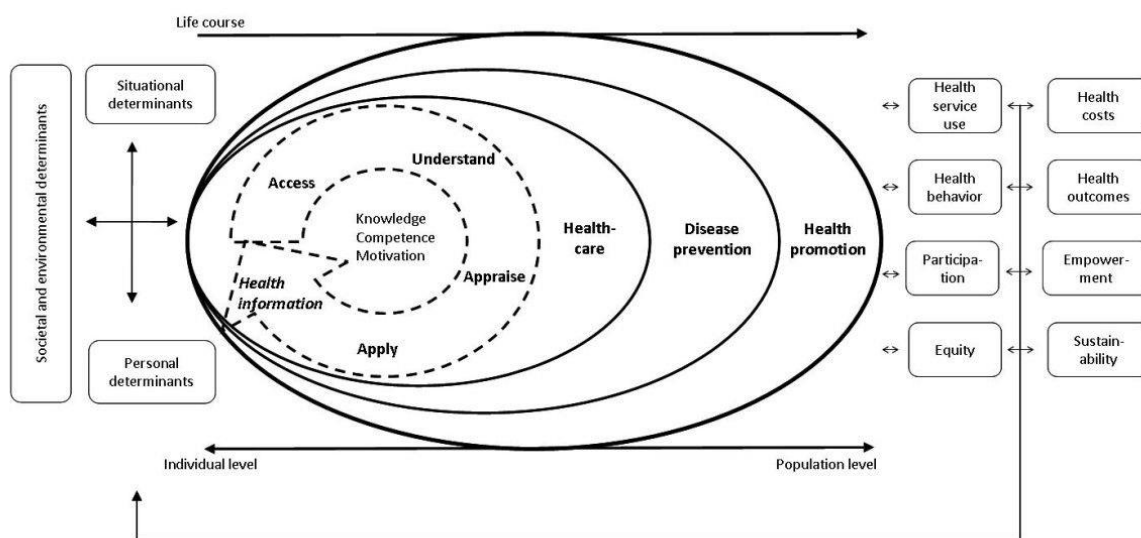 Life course
Societal and environmental determinants
Situational
determinants
Personal
determinants
Access
Understand
Knowledge
Competence
Motivation
Health
information
Appraise
Apply
Health-
care
Disease
prevention
Health
promotion
Health
service
use
Health
costs
Health
behavior
Health
outcomes
Participa-
tion
Empower-
ment
Equity
Sustain-
ability
Individual level
Population level